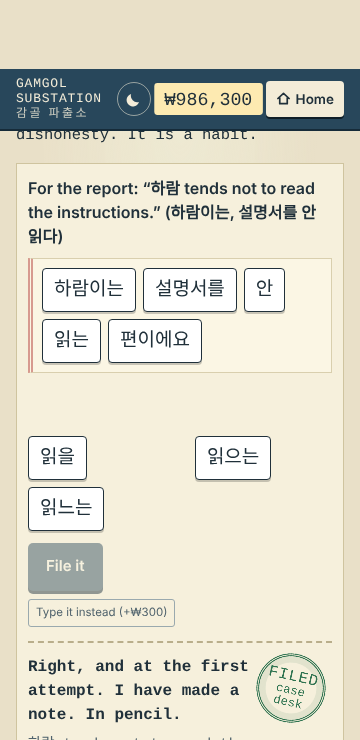 GAMGOL
SUBSTATION
감골 파출소
₩986,300
Home
dishonesty. It is a habit.
For the report: “하람 tends not to read
the instructions.” (하람이는, 설명서를 안
읽다)
하람이는 설명서를 안
읽는 편이에요
읽을 읽으는
읽느는
File it
Type it instead (+₩300)
Right, and at the first
attempt. I have made a
note. In pencil.
FILED
case
desk